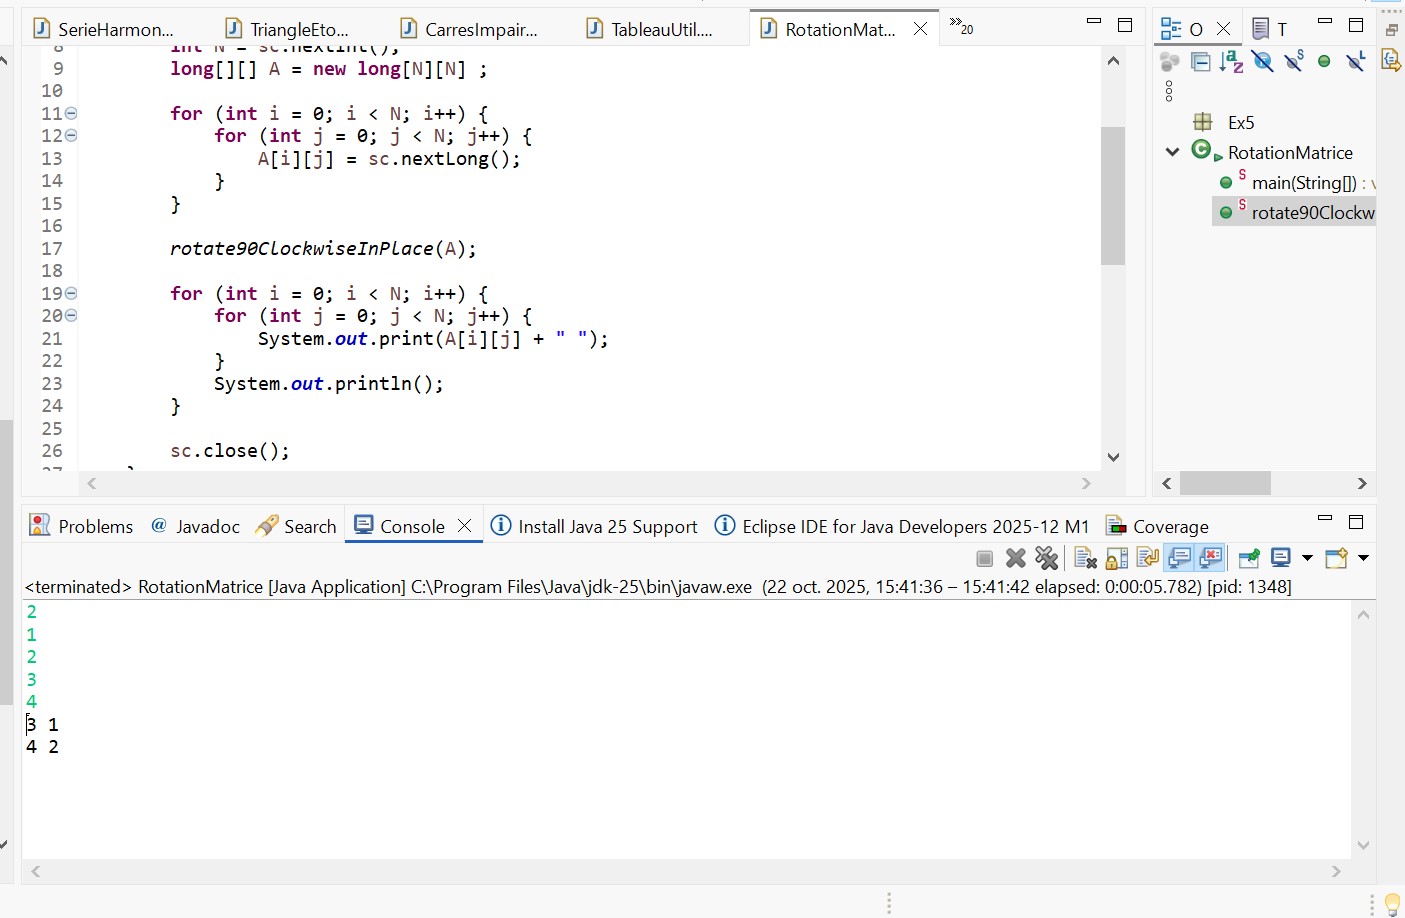 SerieHarmon...
TriangleEto...
CarresImpair...
TableauUtil....
RotationMat...
20
O
T
8 int N = sc.nextInt();
9 long[][] A = new long[N][N] ;
10
11 for (int i = 0; i < N; i++) {
12 for (int j = 0; j < N; j++) {
13 A[i][j] = sc.nextLong();
14 }
15 }
16
17 rotate90ClockwiseInPlace(A);
18
19 for (int i = 0; i < N; i++) {
20 for (int j = 0; j < N; j++) {
21 System.out.print(A[i][j] + " ");
22 }
23 System.out.println();
24 }
25
26 sc.close();
27 }
Ex5
RotationMatrice
main(String[]) : v
rotate90Clockw
Problems
@ Javadoc
Search
Console
Install Java 25 Support
Eclipse IDE for Java Developers 2025-12 M1
Coverage
<terminated> RotationMatrice [Java Application] C:\Program Files\Java\jdk-25\bin\javaw.exe (22 oct. 2025, 15:41:36 – 15:41:42 elapsed: 0:00:05.782) [pid: 1348]
2
1
2
3
4
3 1
4 2